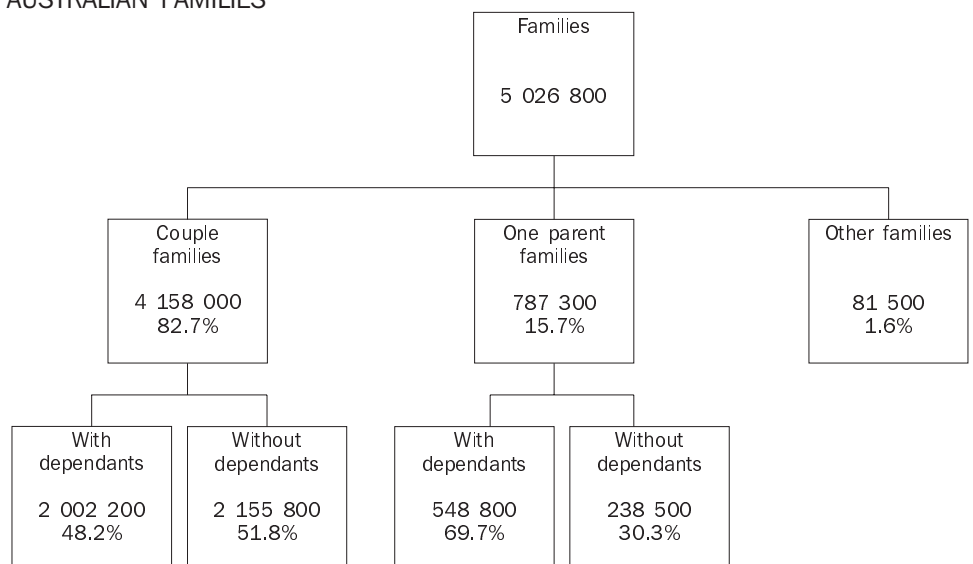 AUSTRALIAN FAMILIES
Families
5 026 800
Couple
families
4 158 000
82.7%
One parent
families
787 300
15.7%
Other families
81 500
1.6%
With
dependants
2 002 200
48.2%
Without
dependants
2 155 800
51.8%
With
dependants
548 800
69.7%
Without
dependants
238 500
30.3%